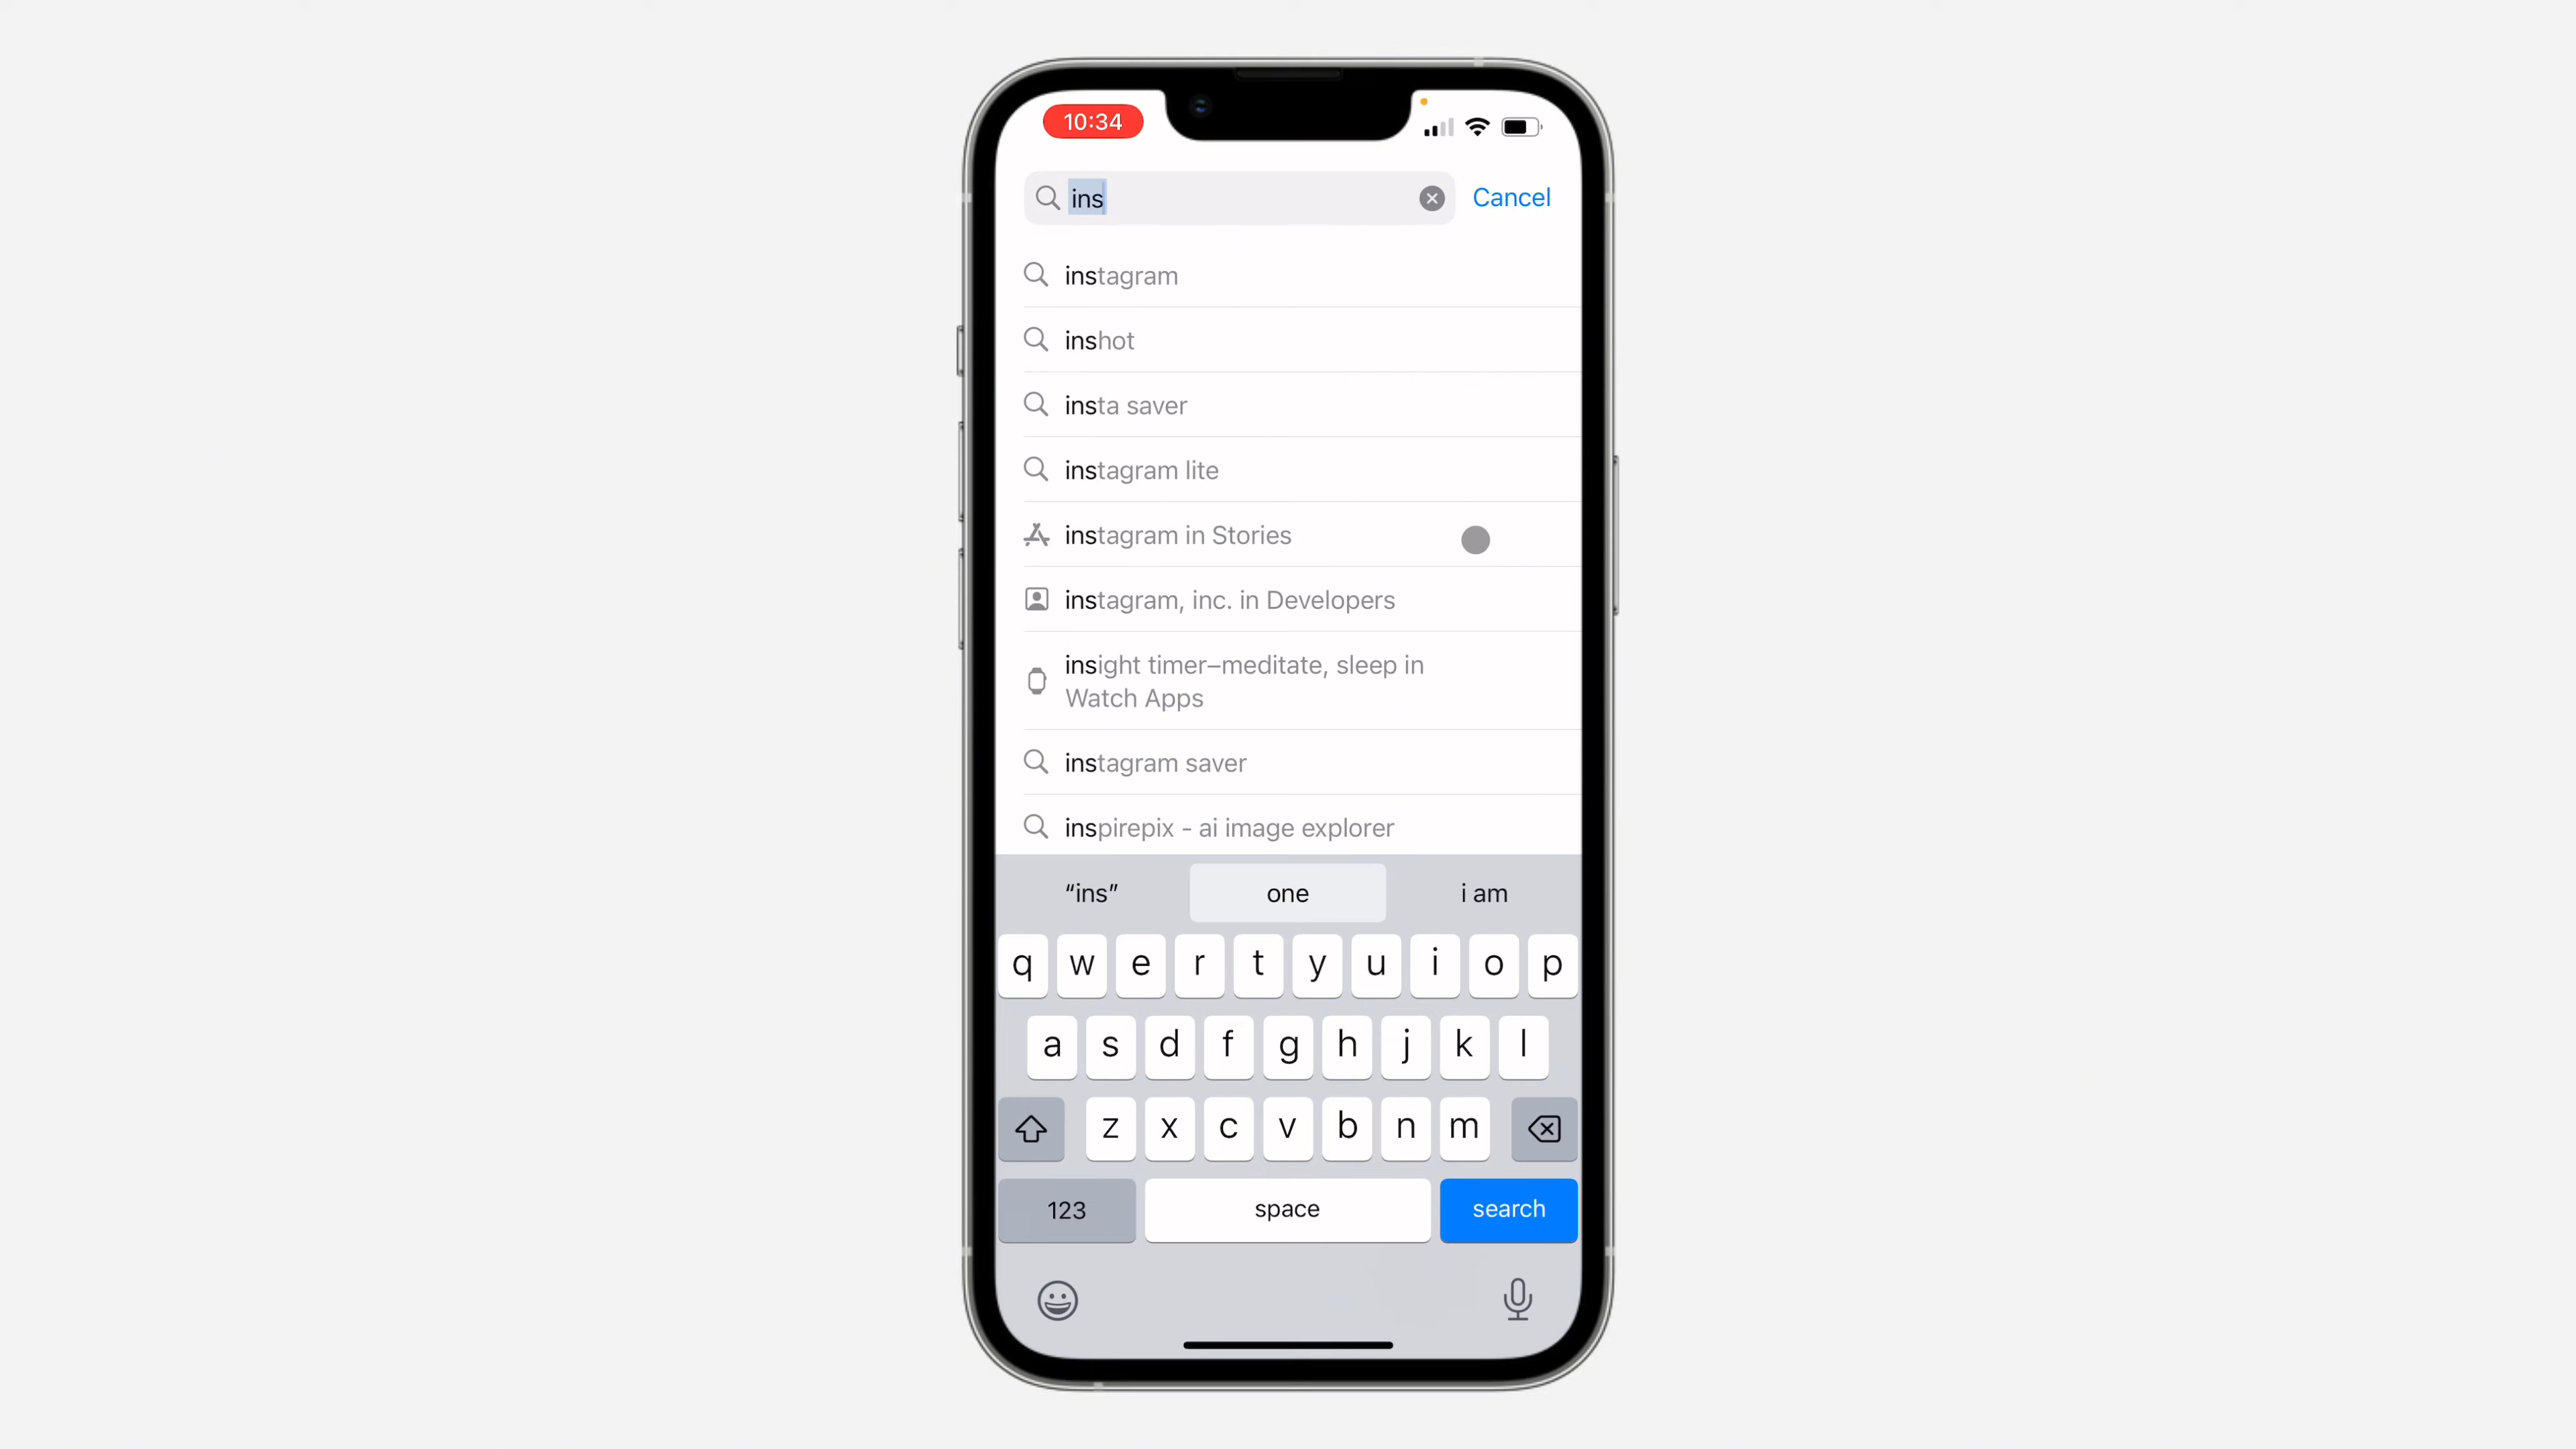 10:34
ins
Cancel
instagram
inshot
insta saver
instagram lite
instagram in Stories
instagram, inc. in Developers
insight timer–meditate, sleep in
Watch Apps
instagram saver
inspirepix - ai image explorer
“ins” one i am
q w e r t y u i o p
a s d f g h j k l
z x c v b n m
123 space search